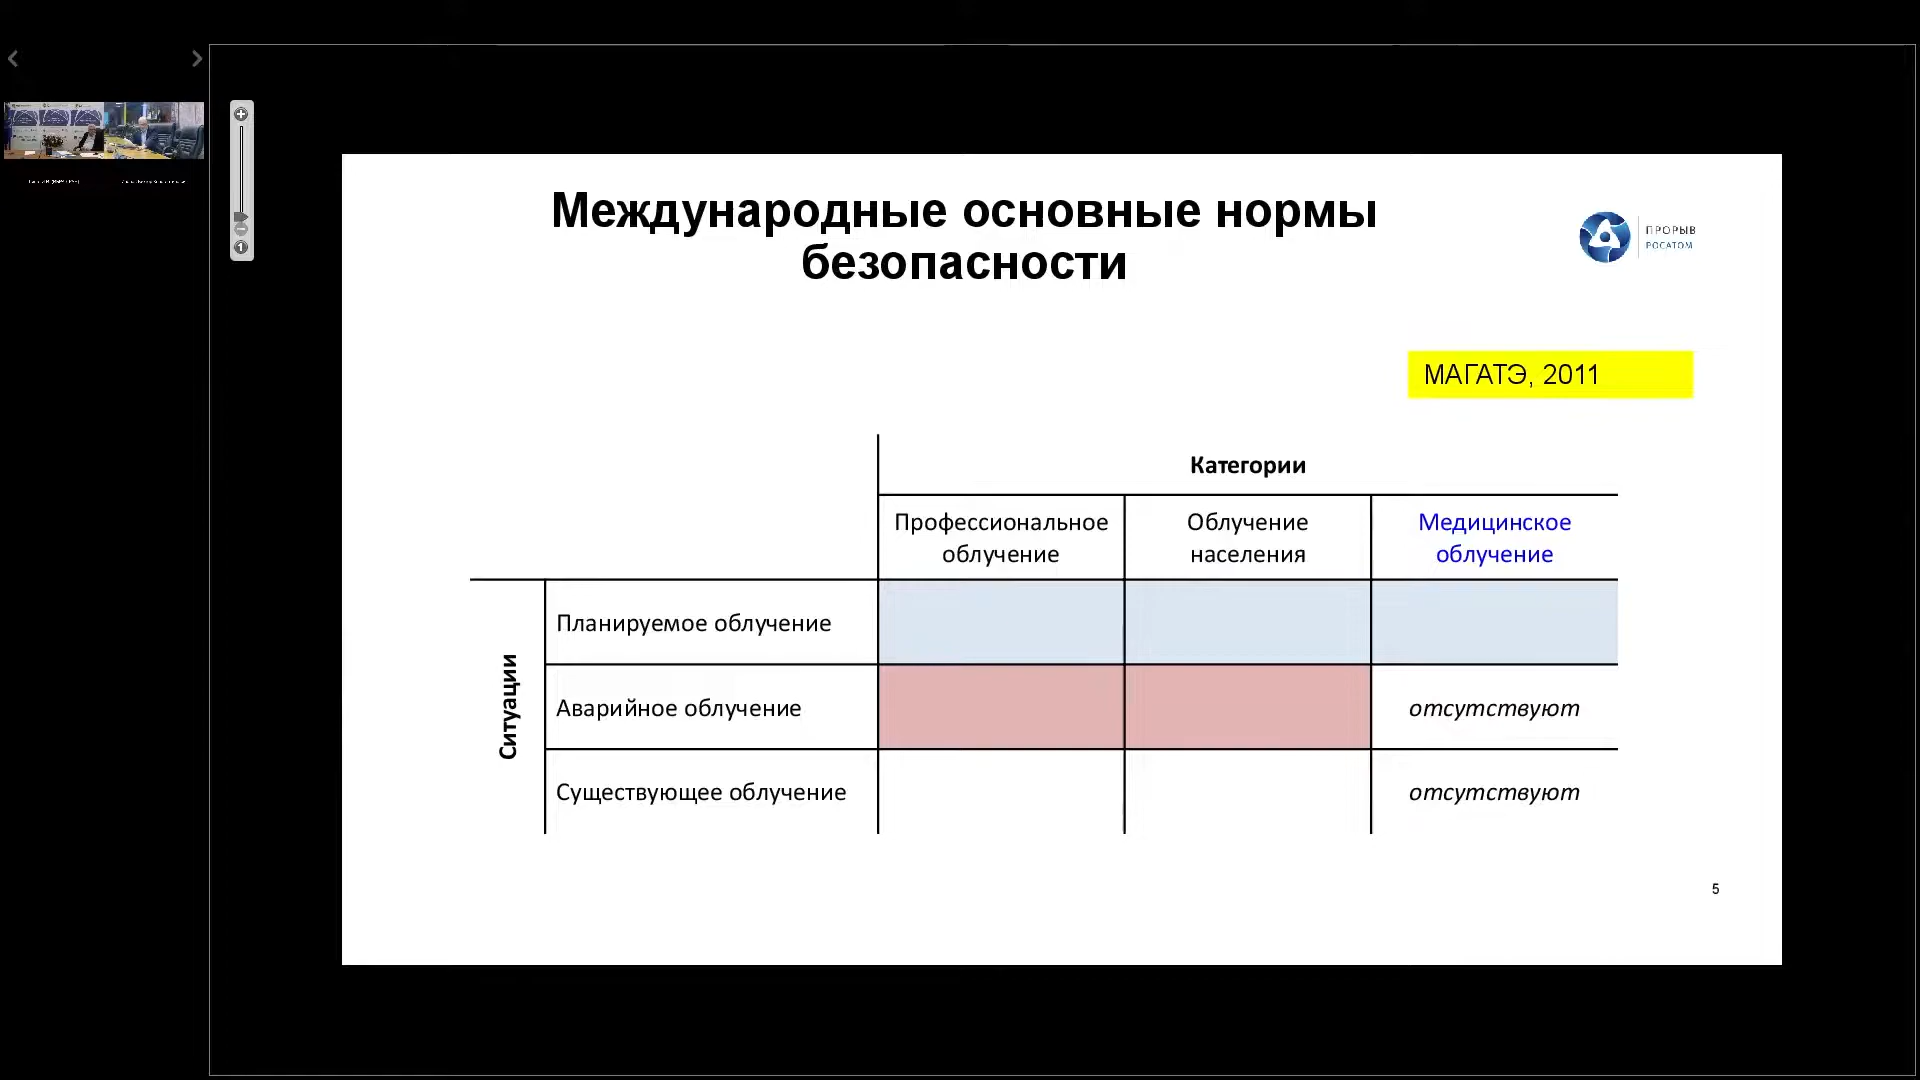 Международные основные нормы
безопасности
ПРОРЫВ
РОСАТОМ
МАГАТЭ, 2011
Категории
Профессиональное
облучение
Облучение
населения
Медицинское
облучение
Ситуации
Планируемое облучение
Аварийное облучение
отсутствуют
Существующее облучение
отсутствуют
5
1